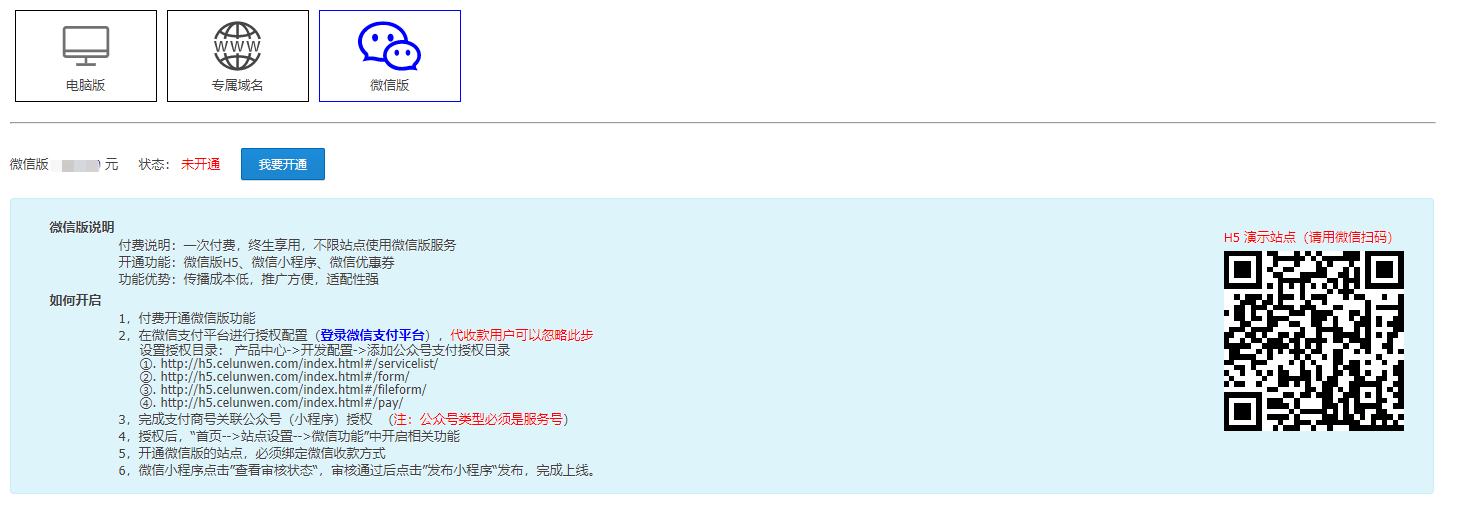 WWW
电脑版
专属域名
微信版
微信版 元 状态: 未开通 我要开通
微信版说明
付费说明：一次付费，终生享用，不限站点使用微信版服务
开通功能：微信版H5、微信小程序、微信优惠券
功能优势：传播成本低，推广方便，适配性强
如何开启
1，付费开通微信版功能
2，在微信支付平台进行授权配置（登录微信支付平台），代收款用户可以忽略此步
设置授权目录： 产品中心->开发配置->添加公众号支付授权目录
①. http://h5.celunwen.com/index.html#/servicelist/
②. http://h5.celunwen.com/index.html#/form/
③. http://h5.celunwen.com/index.html#/fileform/
④. http://h5.celunwen.com/index.html#/pay/
3，完成支付商号关联公众号（小程序）授权 （注：公众号类型必须是服务号）
4，授权后，"首页-->站点设置-->微信功能"中开启相关功能
5，开通微信版的站点，必须绑定微信收款方式
6，微信小程序点击"查看审核状态"，审核通过后点击"发布小程序"发布，完成上线。
H5 演示站点（请用微信扫码）